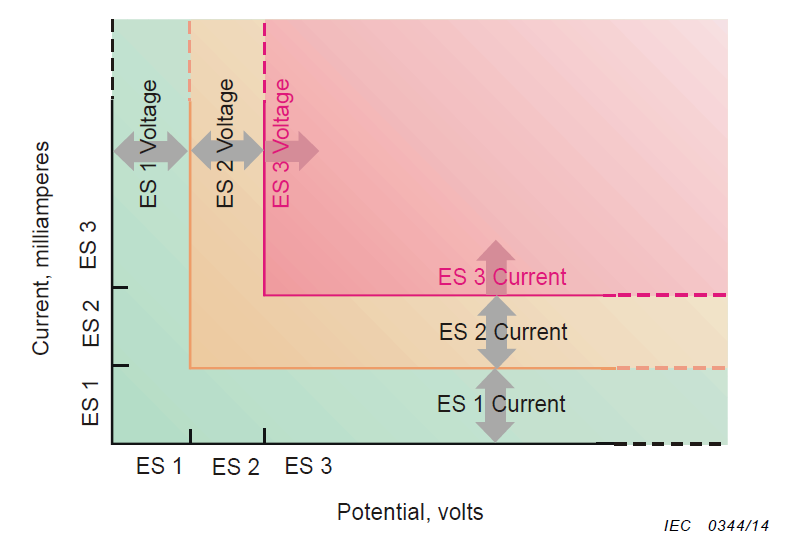 ES 1 Voltage
ES 2 Voltage
ES 3 Voltage
Current, milliamperes
ES 3
ES 2
ES 1
ES 3 Current
ES 2 Current
ES 1 Current
ES 1
ES 2
ES 3
Potential, volts
IEC 0344/14